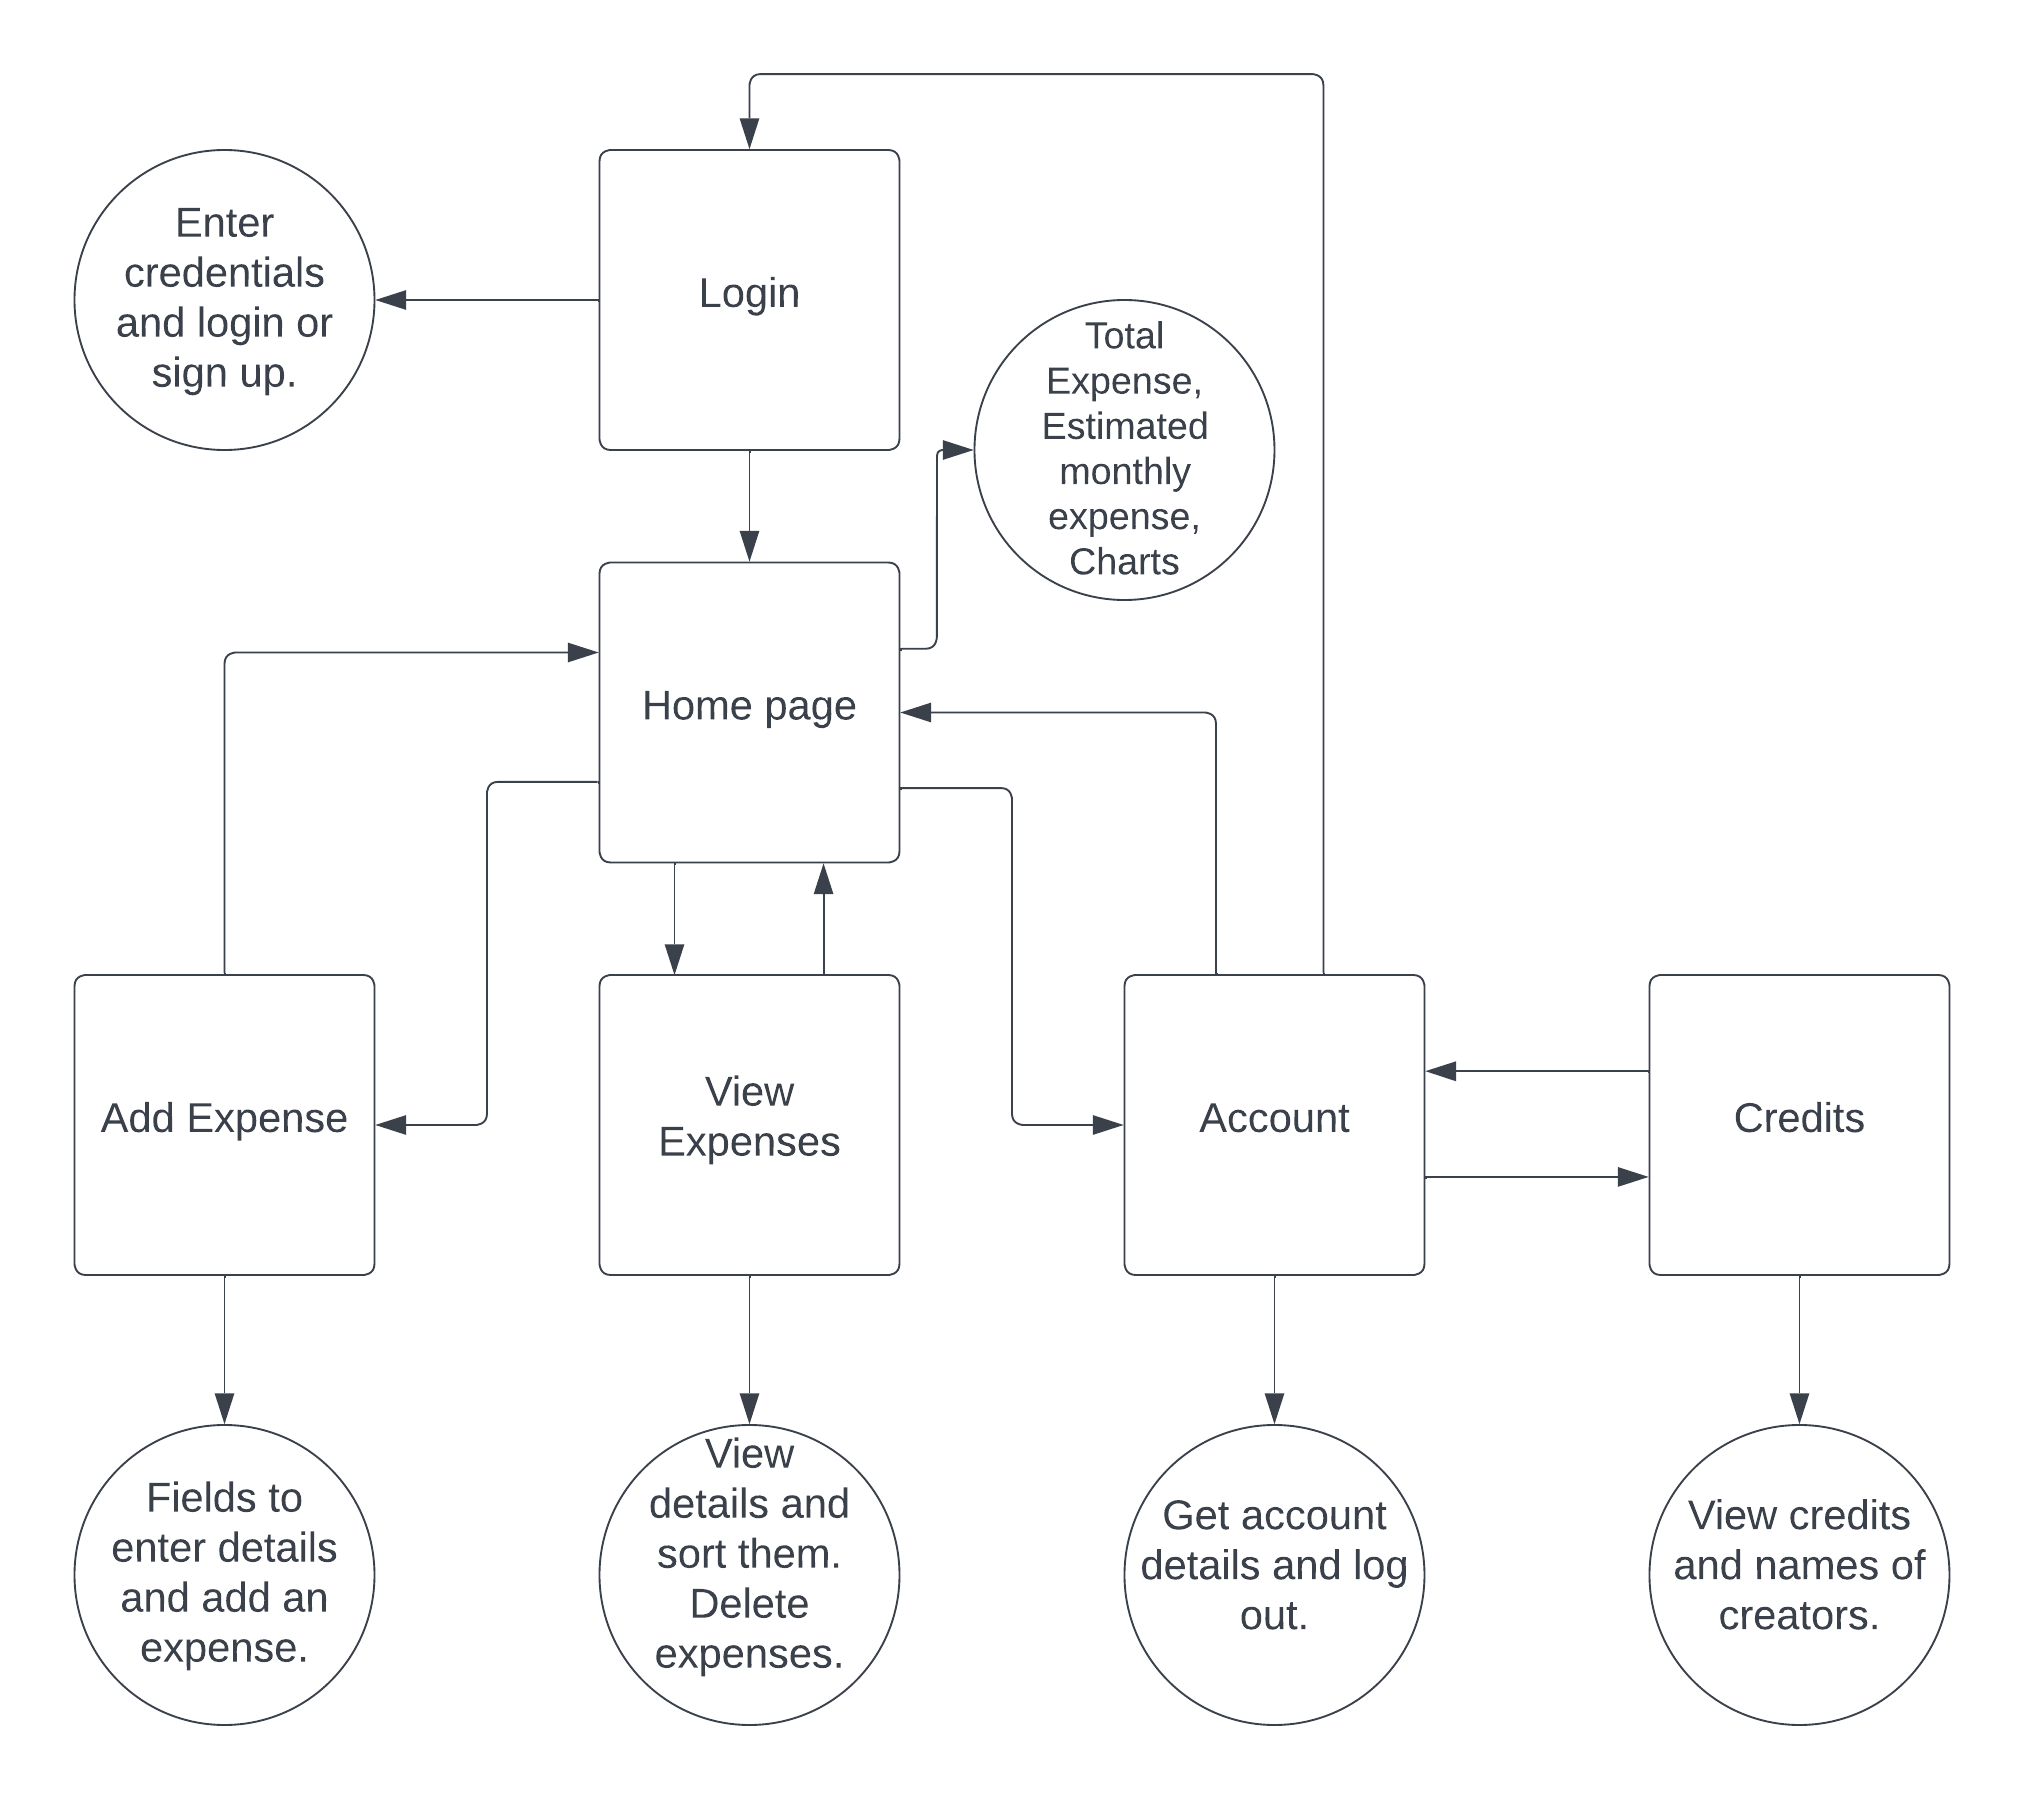 Enter
credentials
and login or
sign up.
Login
Total
Expense,
Estimated
monthly
expense,
Charts
Home page
Add Expense
View
Expenses
Account
Credits
Fields to
enter details
and add an
expense.
View
details and
sort them.
Delete
expenses.
Get account
details and log
out.
View credits
and names of
creators.